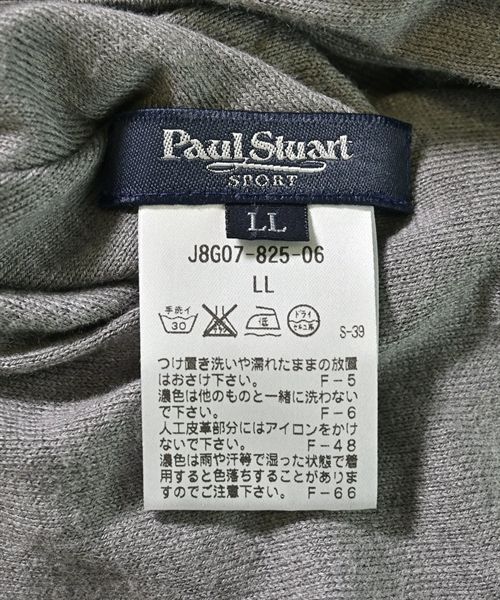 Paul Stuart
SPORT
LL
J8G07-825-06
LL
手洗イ 30 低 ドライ セキユ系
S-39
つけ置き洗いや濡れたままの放置
はおさけ下さい。 F-5
濃色は他のものと一緒に洗わない
で下さい。 F-6
人工皮革部分にはアイロンをかけ
ないで下さい。 F-48
濃色は雨や汗等で湿った状態で着
用すると色落ちすることがありま
すのでご注意下さい。 F-66